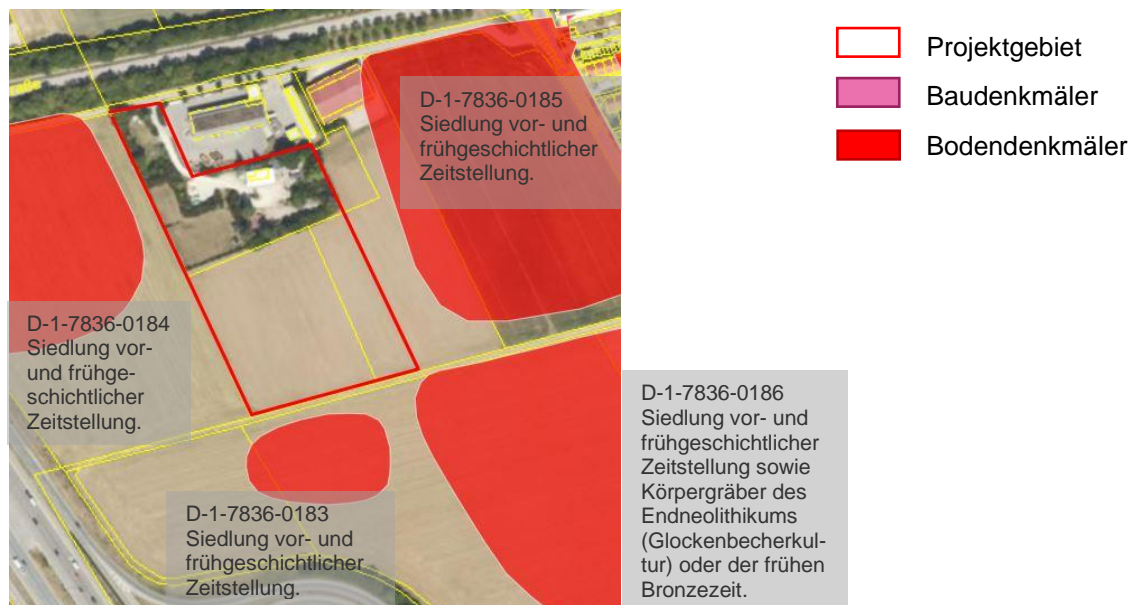 Projektgebiet
Baudenkmäler
Bodendenkmäler
D-1-7836-0185
Siedlung vor- und
frühgeschichtlicher
Zeitstellung.
D-1-7836-0184
Siedlung vor-
und frühge-
schichtlicher
Zeitstellung.
D-1-7836-0183
Siedlung vor- und
frühgeschichtlicher
Zeitstellung.
D-1-7836-0186
Siedlung vor- und
frühgeschichtlicher
Zeitstellung sowie
Körpergräber des
Endneolithikums
(Glockenbecherkul-
tur) oder der frühen
Bronzezeit.